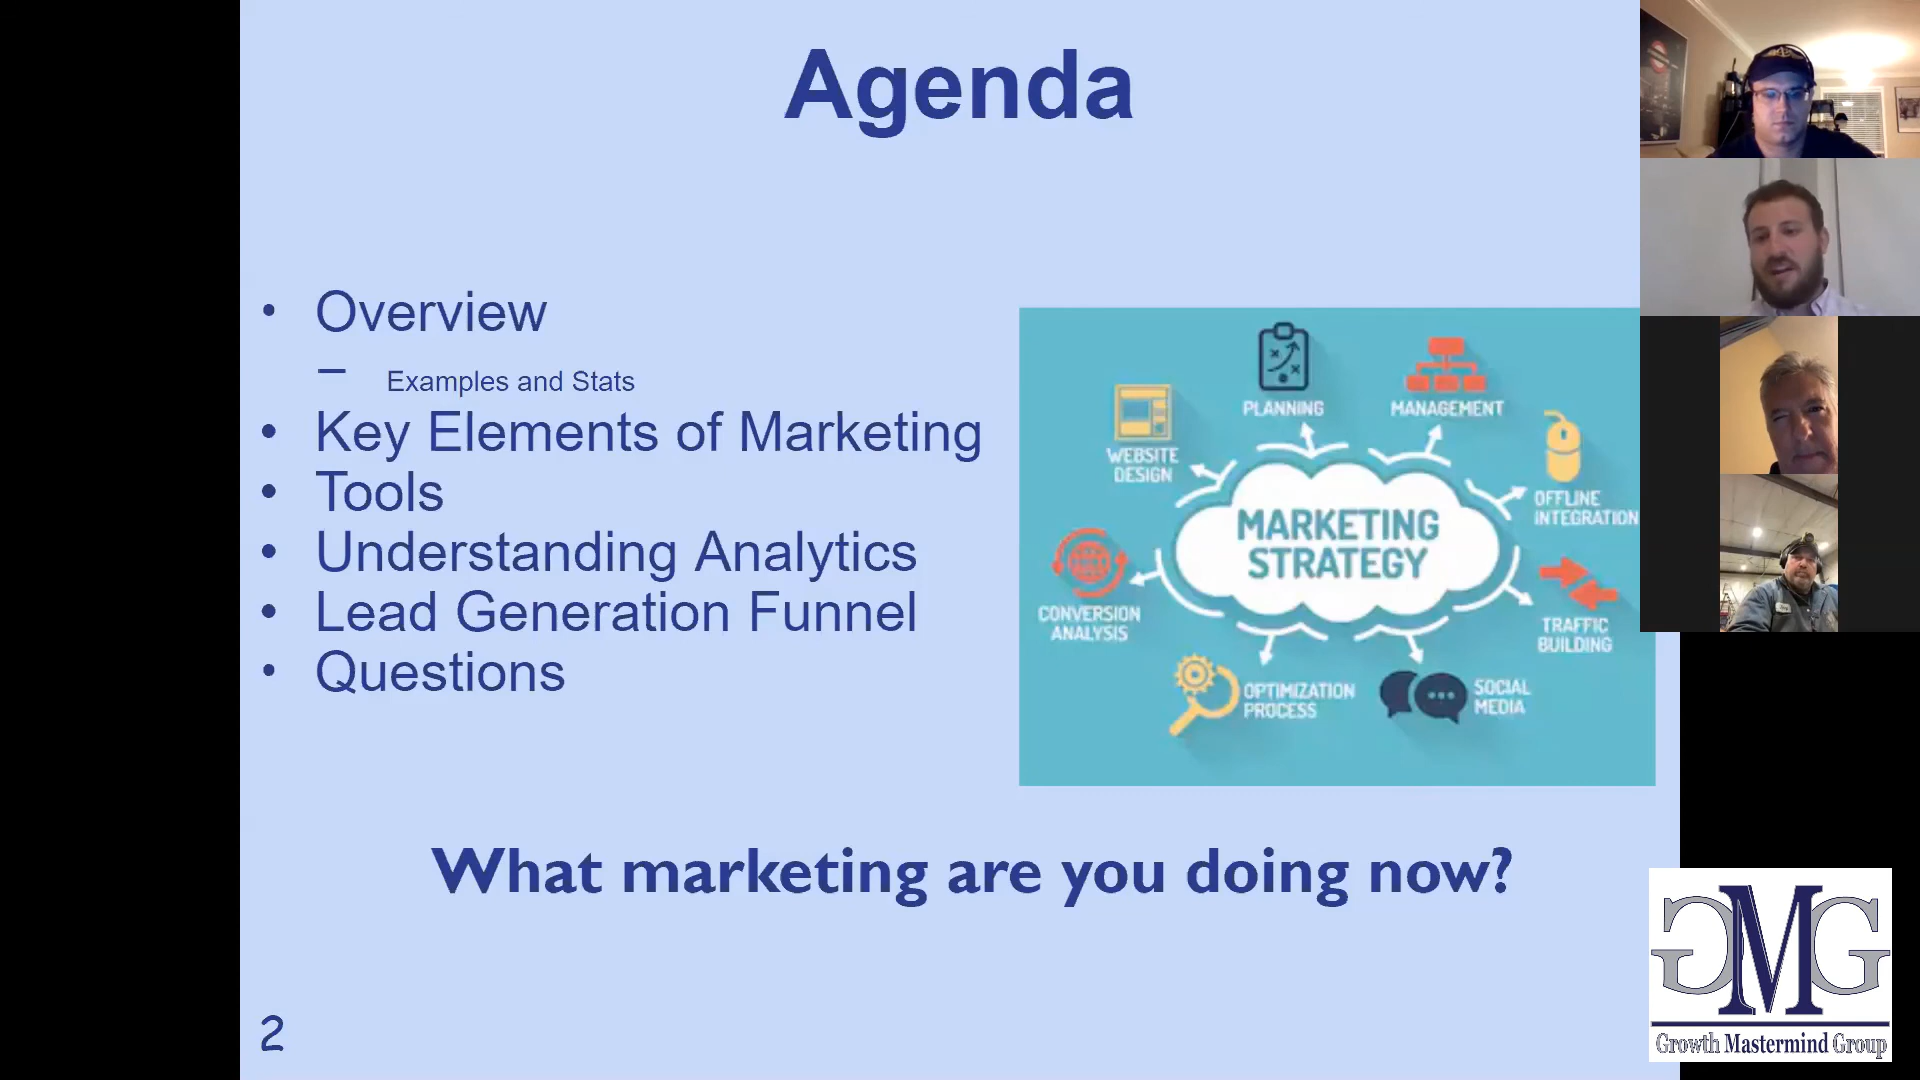 Agenda
• Overview
– Examples and Stats
• Key Elements of Marketing
• Tools
• Understanding Analytics
• Lead Generation Funnel
• Questions
PLANNING
MANAGEMENT
WEBSITE
DESIGN
OFFLINE
INTEGRATION
MARKETING
STRATEGY
CONVERSION
ANALYSIS
TRAFFIC
BUILDING
OPTIMIZATION
PROCESS
SOCIAL
MEDIA
What marketing are you doing now?
2
GMG
Growth Mastermind Group